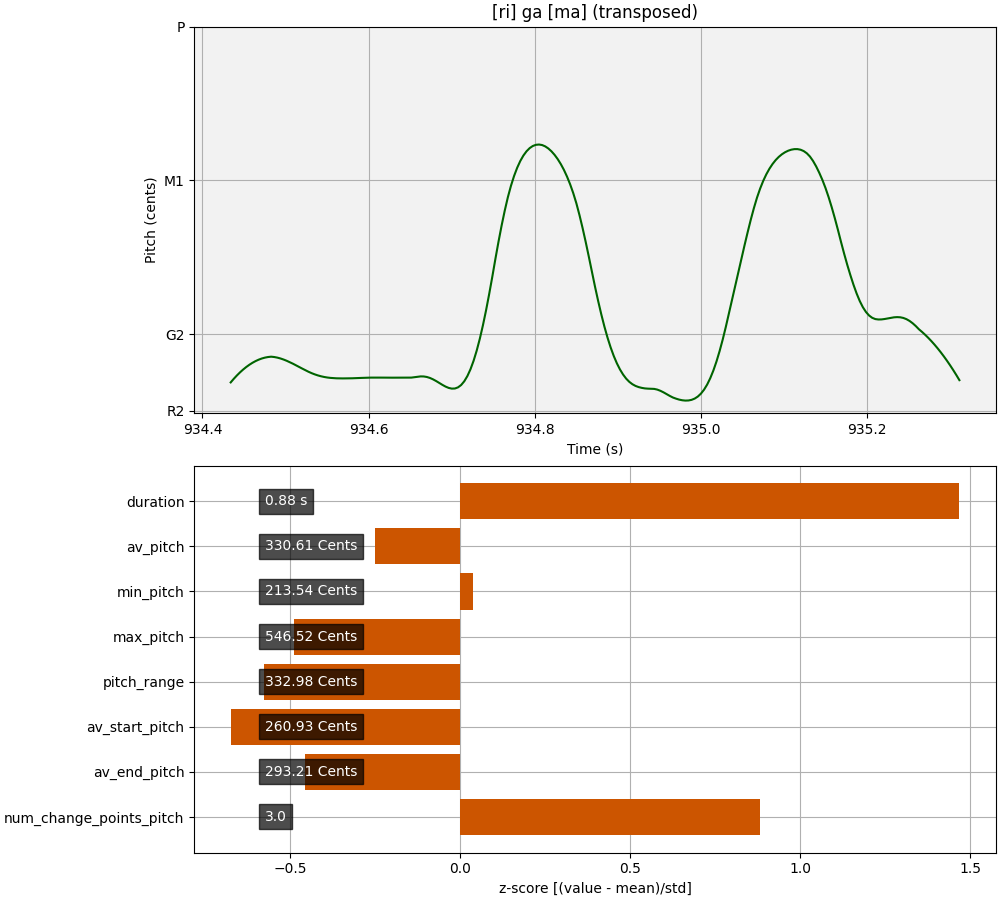 [ri] ga [ma] (transposed)
P
M1
G2
R2
Pitch (cents)
934.4 934.6 934.8 935.0 935.2
Time (s)
duration 0.88 s
av_pitch 330.61 Cents
min_pitch 213.54 Cents
max_pitch 546.52 Cents
pitch_range 332.98 Cents
av_start_pitch 260.93 Cents
av_end_pitch 293.21 Cents
num_change_points_pitch 3.0
−0.5 0.0 0.5 1.0 1.5
z-score [(value - mean)/std]